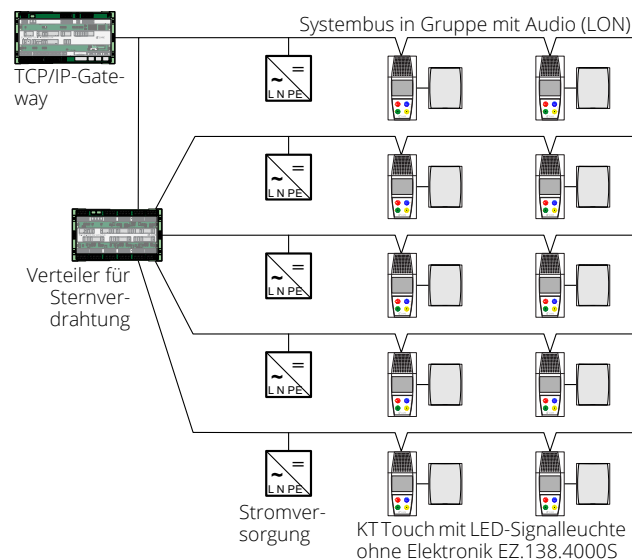 Systembus in Gruppe mit Audio (LON)
TCP/IP-Gate-
way
L N PE
L N PE
Verteiler für
Sternver-
drahtung
L N PE
L N PE
L N PE
Stromver-
sorgung
KT Touch mit LED-Signalleuchte
ohne Elektronik EZ.138.4000S